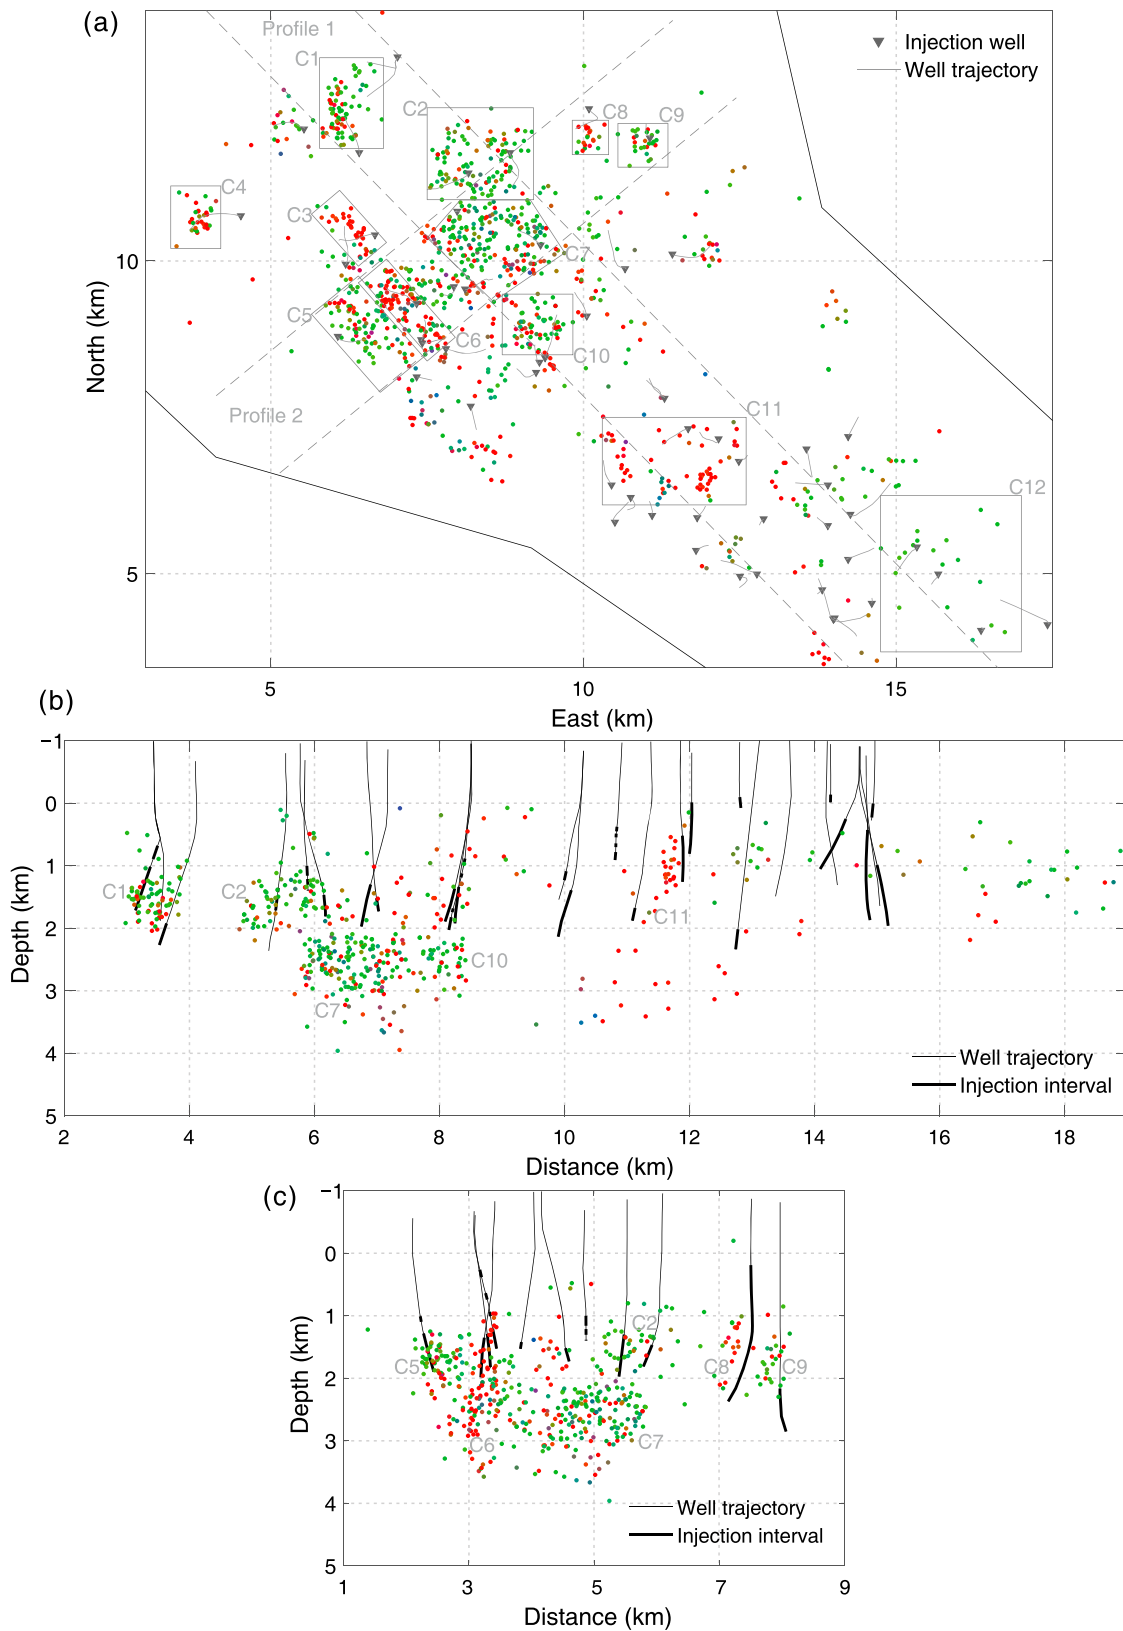 (a)
Profile 1
C1
C2
C8
C9
Injection well
Well trajectory
C4
C3
C7
C5
C6
C10
Profile 2
C11
C12
10
5
North (km)
5
10
15
East (km)
(b)
−1
0
1
2
3
4
5
Depth (km)
C1
C2
C7
C10
C11
Well trajectory
Injection interval
2
4
6
8
10
12
14
16
18
Distance (km)
(c)
−1
0
1
2
3
4
5
Depth (km)
C5
C6
C2
C7
C8
C9
Well trajectory
Injection interval
1
3
5
7
9
Distance (km)